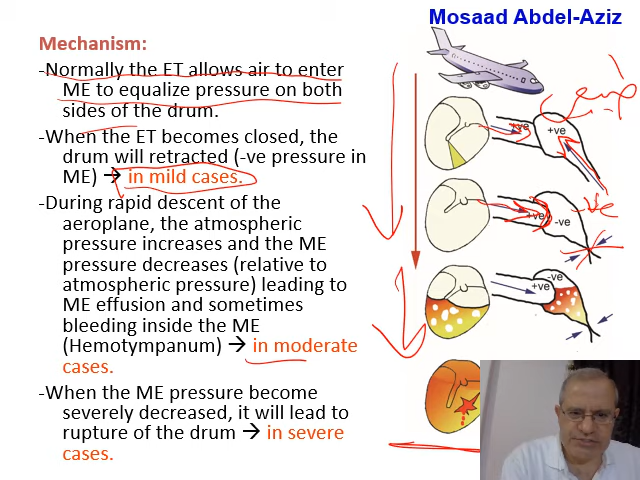 Mosaad Abdel-Aziz
Mechanism:
-Normally the ET allows air to enter
ME to equalize pressure on both
sides of the drum.
-When the ET becomes closed, the
drum will retracted (-ve pressure in
ME) → in mild cases.
-During rapid descent of the
aeroplane, the atmospheric
pressure increases and the ME
pressure decreases (relative to
atmospheric pressure) leading to
ME effusion and sometimes
bleeding inside the ME
(Hemotympanum) → in moderate
cases.
-When the ME pressure become
severely decreased, it will lead to
rupture of the drum → in severe
cases.
+ve
+ve
+ve
-ve
-ve
+ve
-ve